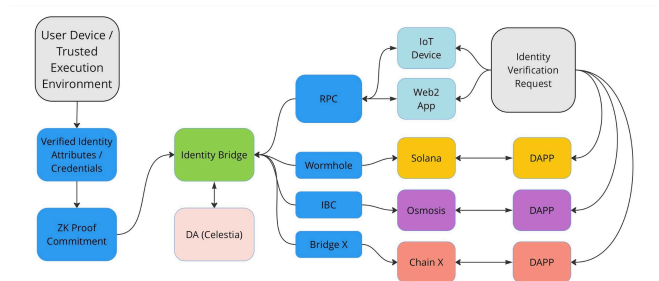 User Device /
Trusted
Execution
Environment
Verified Identity
Attributes /
Credentials
ZK Proof
Commitment
Identity Bridge
DA (Celestia)
RPC
Wormhole
IBC
Bridge X
IoT
Device
Web2
App
Solana
Osmosis
Chain X
Identity
Verification
Request
DAPP
DAPP
DAPP